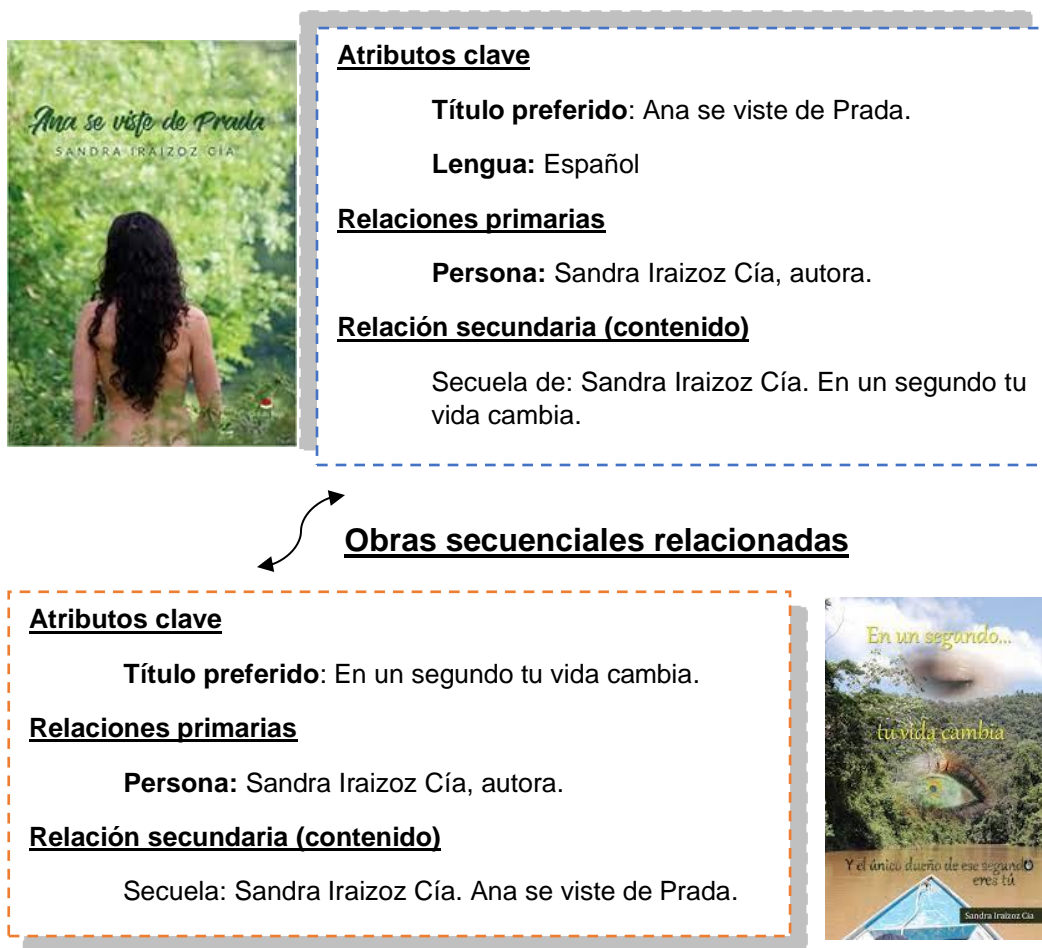 Ana se viste de Prada
SANDRA IRAIZOZ CÍA
Atributos clave
Título preferido: Ana se viste de Prada.
Lengua: Español
Relaciones primarias
Persona: Sandra Iraizoz Cía, autora.
Relación secundaria (contenido)
Secuela de: Sandra Iraizoz Cía. En un segundo tu
vida cambia.
Obras secuenciales relacionadas
Atributos clave
Título preferido: En un segundo tu vida cambia.
Relaciones primarias
Persona: Sandra Iraizoz Cía, autora.
Relación secundaria (contenido)
Secuela: Sandra Iraizoz Cía. Ana se viste de Prada.
En un segundo...
tu vida cambia
Y el único dueño de ese segundo
eres tú
Sandra Iraizoz Cía